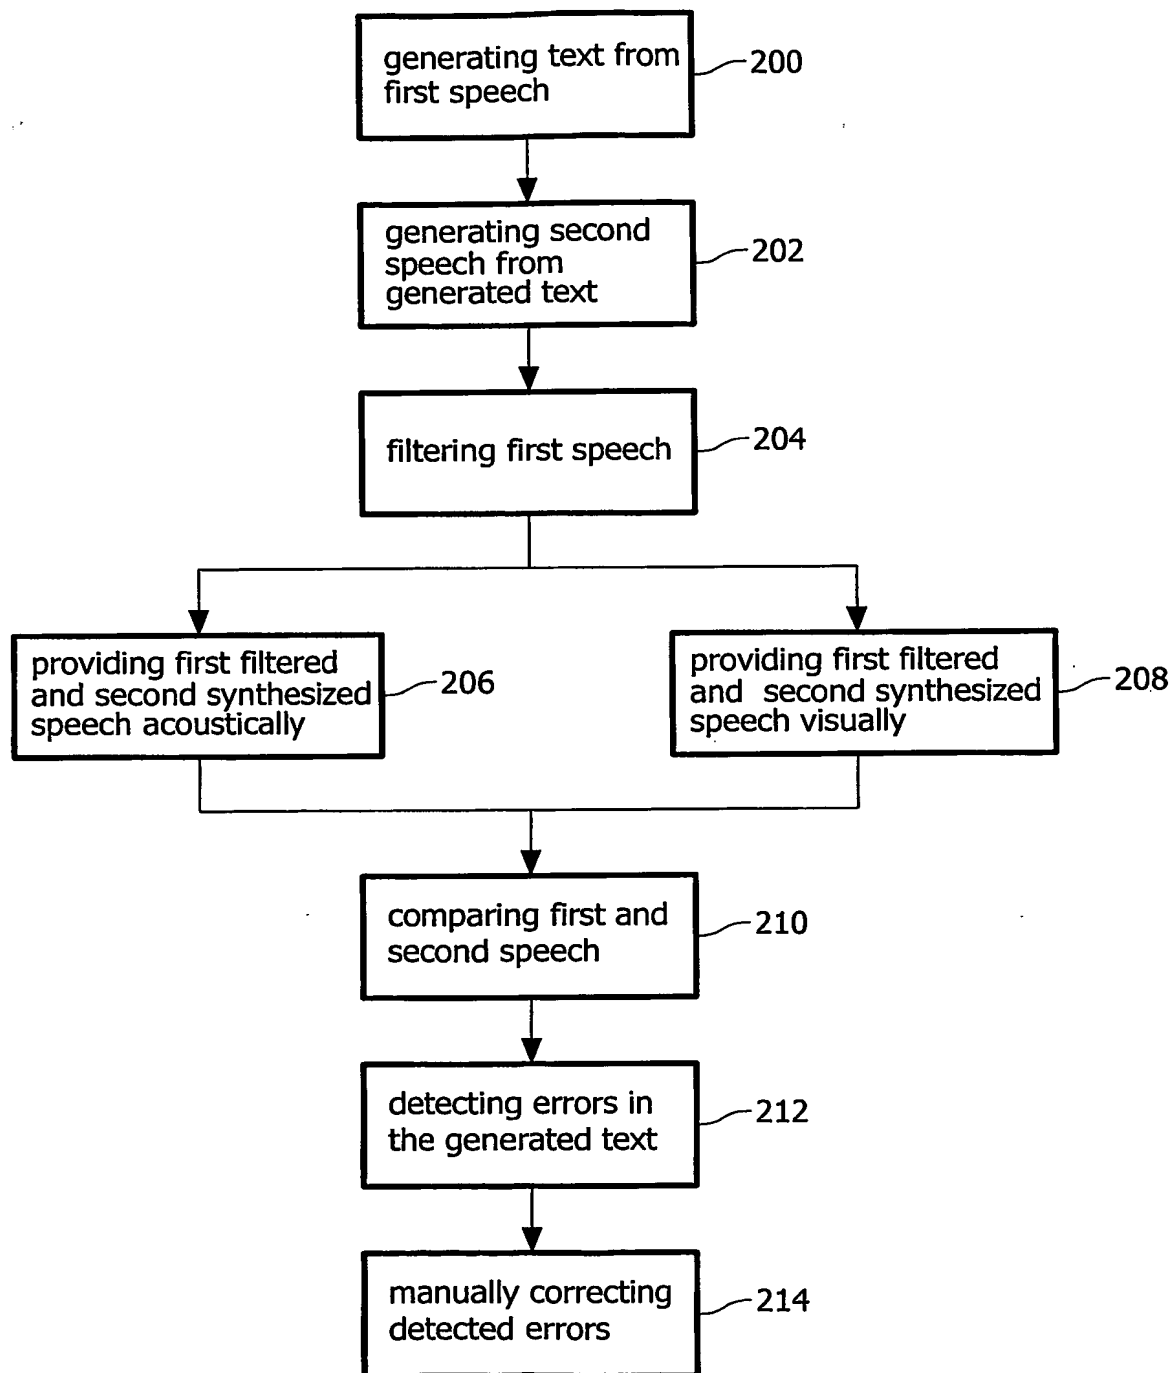 generating text from
first speech
200
generating second
speech from
generated text
202
filtering first speech
204
providing first filtered
and second synthesized
speech acoustically
206
providing first filtered
and second synthesized
speech visually
208
comparing first and
second speech
210
detecting errors in
the generated text
212
manually correcting
detected errors
214